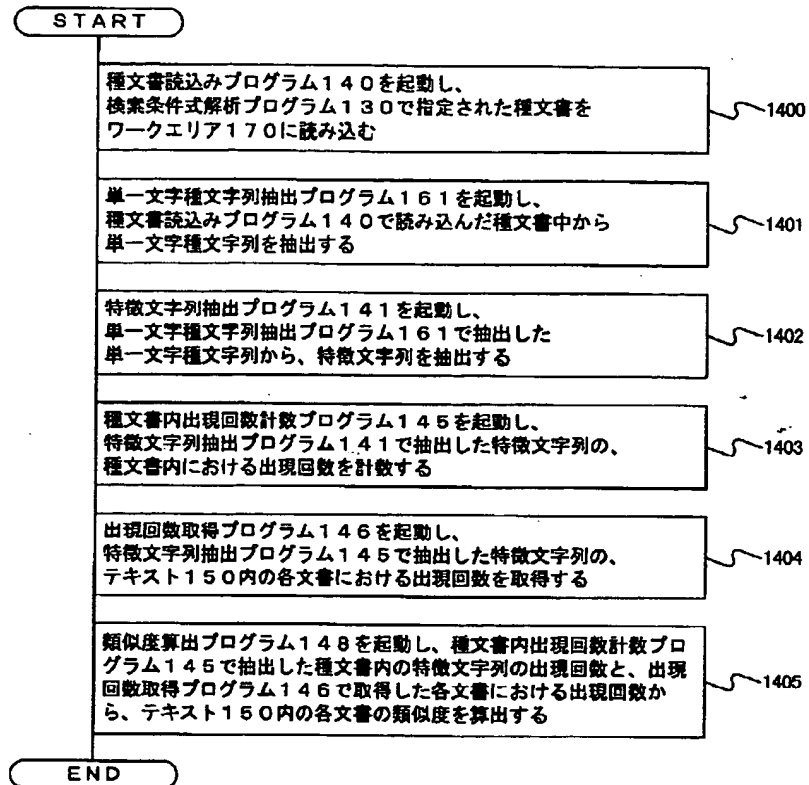 START
種文書読込みプログラム140を起動し、
検索条件式解析プログラム130で指定された種文書を
ワークエリア170に読み込む
1400
単一文字種文字列抽出プログラム161を起動し、
種文書読込みプログラム140で読み込んだ種文書中から
単一文字種文字列を抽出する
1401
特徴文字列抽出プログラム141を起動し、
単一文字種文字列抽出プログラム161で抽出した
単一文字種文字列から、特徴文字列を抽出する
1402
種文書内出現回数計数プログラム145を起動し、
特徴文字列抽出プログラム141で抽出した特徴文字列の、
種文書内における出現回数を計数する
1403
出現回数取得プログラム146を起動し、
特徴文字列抽出プログラム145で抽出した特徴文字列の、
テキスト150内の各文書における出現回数を取得する
1404
類似度算出プログラム148を起動し、種文書内出現回数計数プロ
グラム145で抽出した種文書内の特徴文字列の出現回数と、出現
回数取得プログラム146で取得した各文書における出現回数か
ら、テキスト150内の各文書の類似度を算出する
1405
END